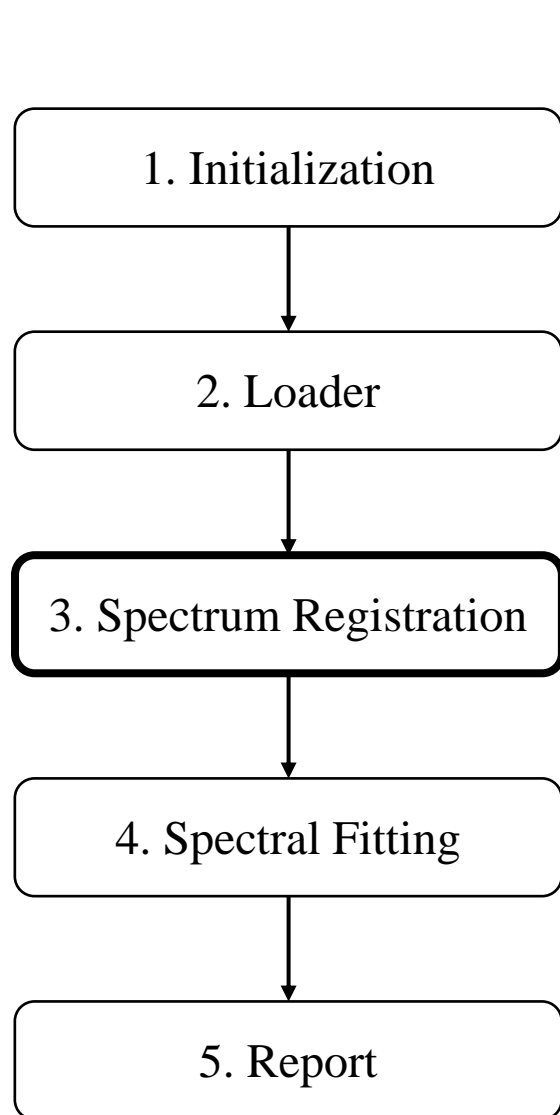 1. Initialization
2. Loader
3. Spectrum Registration
4. Spectral Fitting
5. Report